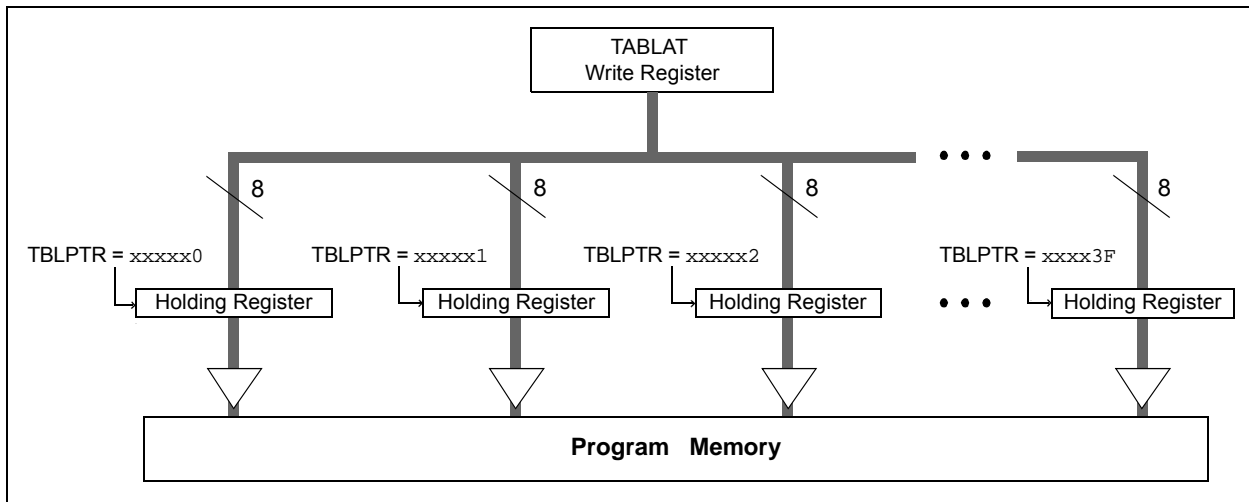 TABLAT
Write Register
8 8 8 8
TBLPTR = xxxxx0 TBLPTR = xxxxx1 TBLPTR = xxxxx2 TBLPTR = xxxx3F
Holding Register Holding Register Holding Register Holding Register
Program Memory